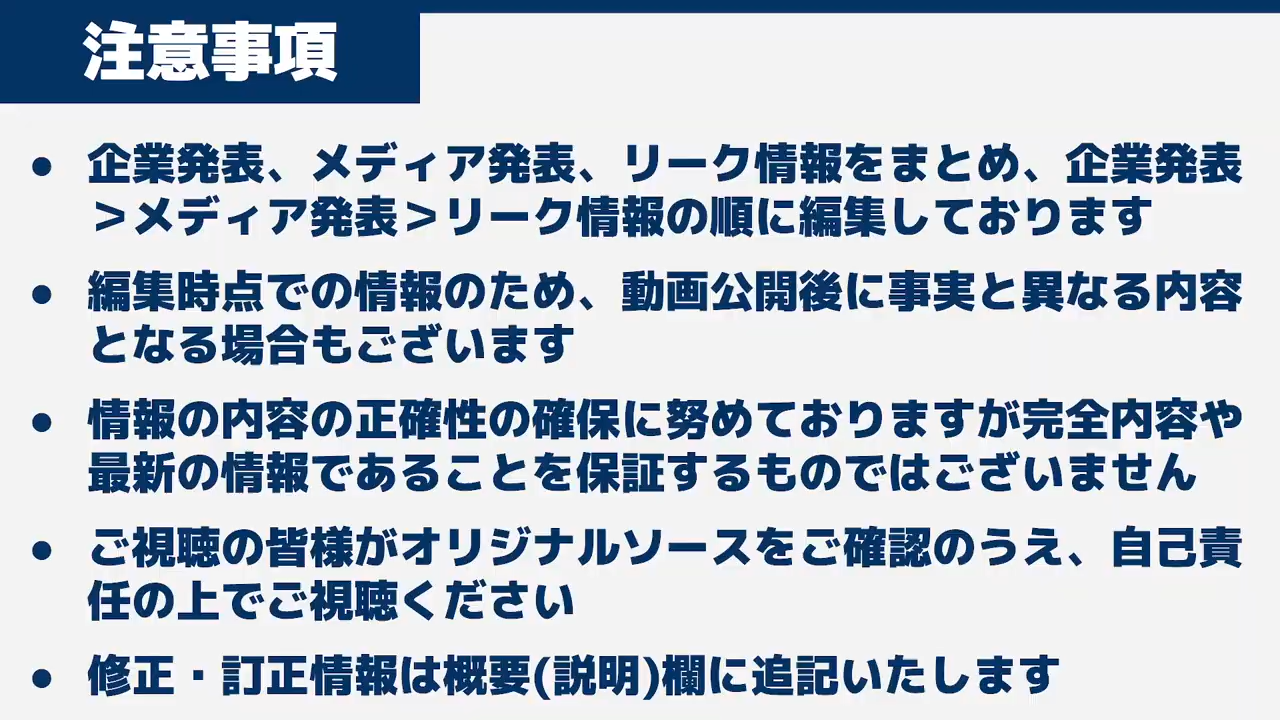 注意事項
● 企業発表、メディア発表、リーク情報をまとめ、企業発表
＞メディア発表＞リーク情報の順に編集しております
● 編集時点での情報のため、動画公開後に事実と異なる内容
となる場合もございます
● 情報の内容の正確性の確保に努めておりますが完全内容や
最新の情報であることを保証するものではございません
● ご視聴の皆様がオリジナルソースをご確認のうえ、自己責
任の上でご視聴ください
● 修正・訂正情報は概要(説明)欄に追記いたします